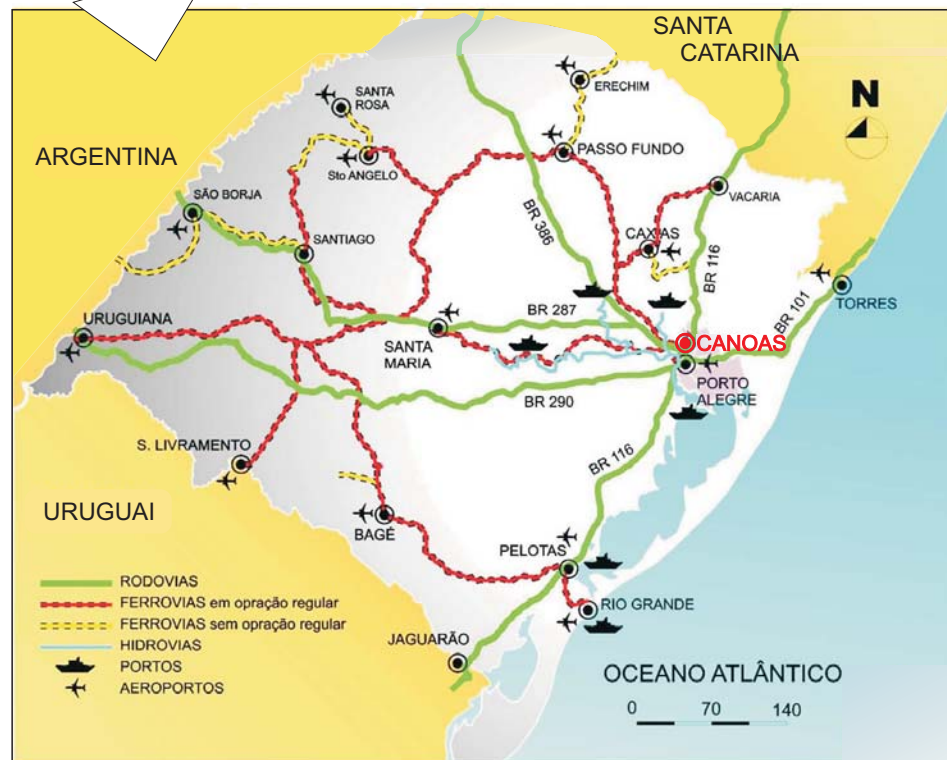 SANTA
CATARINA
ERECHIM
SANTA
ROSA
N
ARGENTINA
PASSO FUNDO
Sto ANGELO
VACARIA
SÃO BORJA
BR 386
CAXIAS
SANTIAGO
BR 116
BR 101
TORRES
URUGUIANA
BR 287
SANTA
MARIA
CANOAS
PORTO
ALEGRE
BR 290
S. LIVRAMENTO
BR 116
URUGUAI
BAGÉ
PELOTAS
RIO GRANDE
JAGUARÃO
RODOVIAS
FERROVIAS em opração regular
FERROVIAS sem opração regular
HIDROVIAS
PORTOS
AEROPORTOS
OCEANO ATLÂNTICO
0 70 140